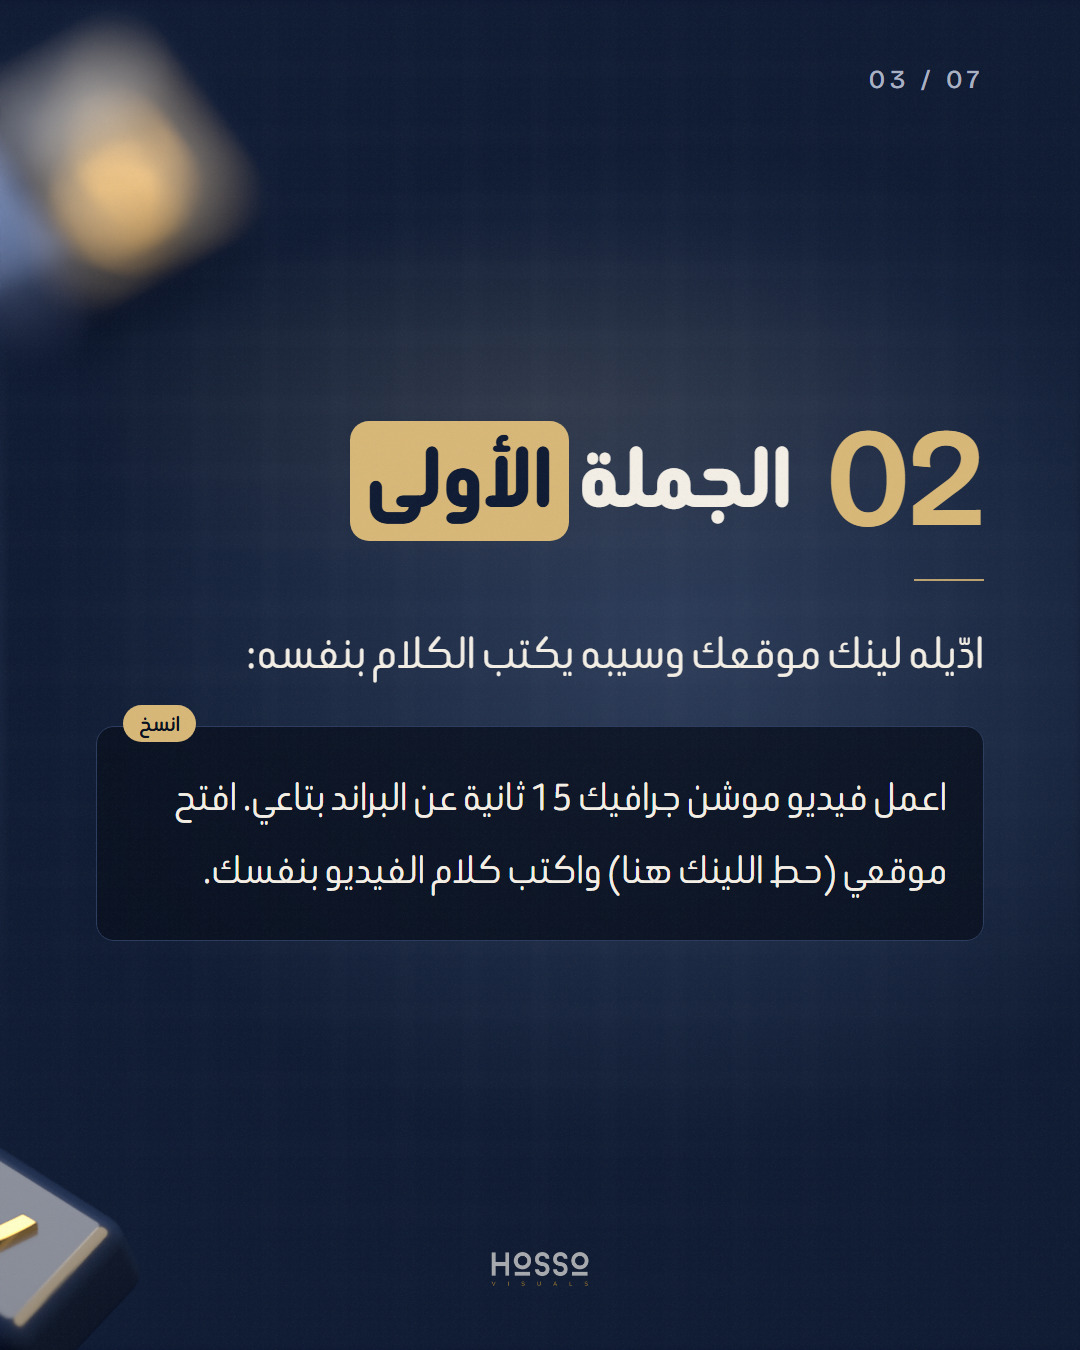 03 / 07
02 الجملة الأولى
ادّيله لينك موقعك وسيبه يكتب الكلام بنفسه:
انسخ
اعمل فيديو موشن جرافيك 15 ثانية عن البراند بتاعي. افتح
موقعي (حط اللينك هنا) واكتب كلام الفيديو بنفسك.
HOSSO
VISUALS